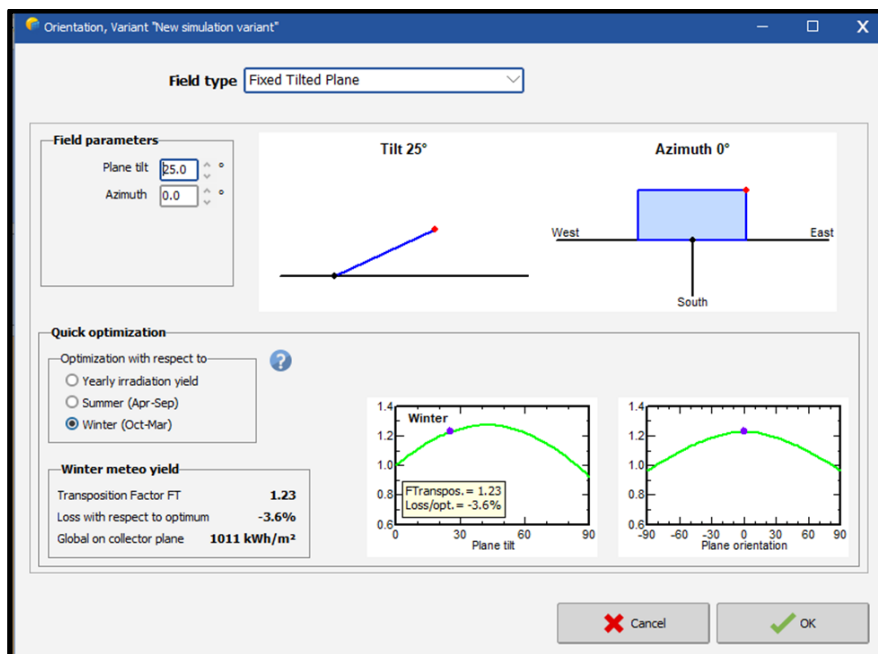 Orientation, Variant "New simulation variant"
Field type Fixed Tilted Plane
Field parameters
Plane tilt 25.0 °
Azimuth 0.0 °
Tilt 25°
Azimuth 0°
West East
South
Quick optimization
Optimization with respect to
?
Yearly irradiation yield
Summer (Apr-Sep)
Winter (Oct-Mar)
Winter meteo yield
Transposition Factor FT 1.23
Loss with respect to optimum -3.6%
Global on collector plane 1011 kWh/m²
1.4
Winter
1.2
1.0
0.8
FTranspos.= 1.23
Loss/opt.= -3.6%
0.6
0 30 60 90
Plane tilt
1.4
1.2
1.0
0.8
0.6
-90 -60 -30 0 30 60 90
Plane orientation
Cancel OK